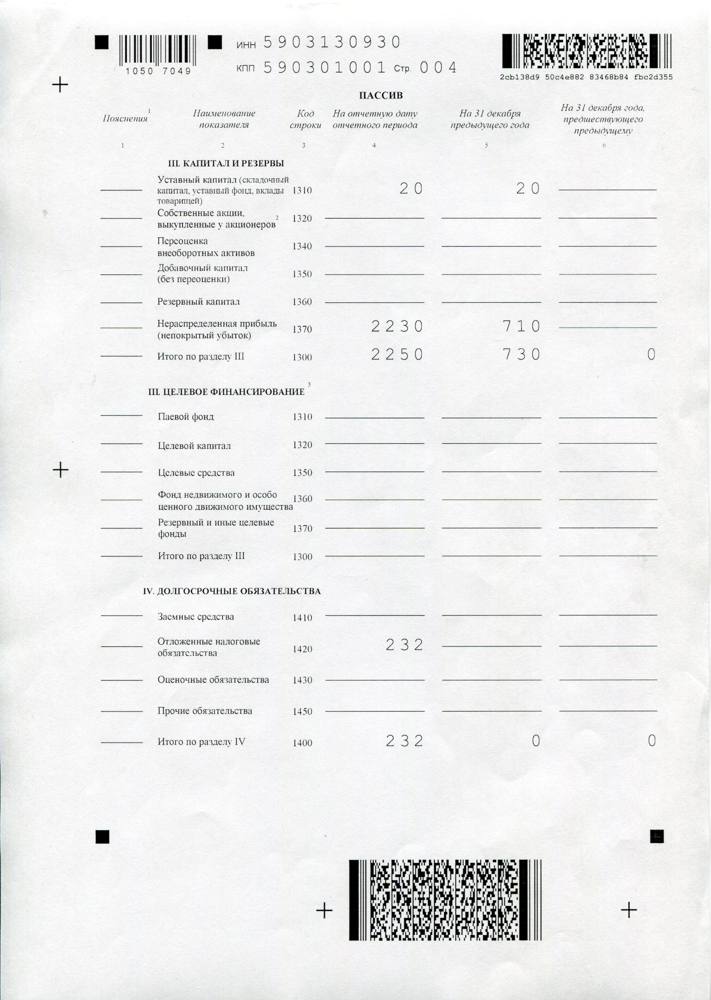 ИНН 5903130930
1050 7049
КПП 590301001 Стр. 004
2cb138d9 50c4e882 83468b84 fbc2d355
ПАССИВ
Пояснения 1
Наименование показателя
Код строки
На отчетную дату отчетного периода
На 31 декабря предыдущего года
На 31 декабря года, предшествующего предыдущему
1 2 3 4 5 6
III. КАПИТАЛ И РЕЗЕРВЫ
Уставный капитал (складочный
капитал, уставный фонд, вклады 1310 20 20
товарищей)
Собственные акции,
выкупленные у акционеров 2 1320
Переоценка
внеоборотных активов 1340
Добавочный капитал
(без переоценки) 1350
Резервный капитал 1360
Нераспределенная прибыль
(непокрытый убыток) 1370 2230 710
Итого по разделу III 1300 2250 730 0
III. ЦЕЛЕВОЕ ФИНАНСИРОВАНИЕ 3
Паевой фонд 1310
Целевой капитал 1320
Целевые средства 1350
Фонд недвижимого и особо
ценного движимого имущества 1360
Резервный и иные целевые
фонды 1370
Итого по разделу III 1300
IV. ДОЛГОСРОЧНЫЕ ОБЯЗАТЕЛЬСТВА
Заемные средства 1410
Отложенные налоговые
обязательства 1420 232
Оценочные обязательства 1430
Прочие обязательства 1450
Итого по разделу IV 1400 232 0 0